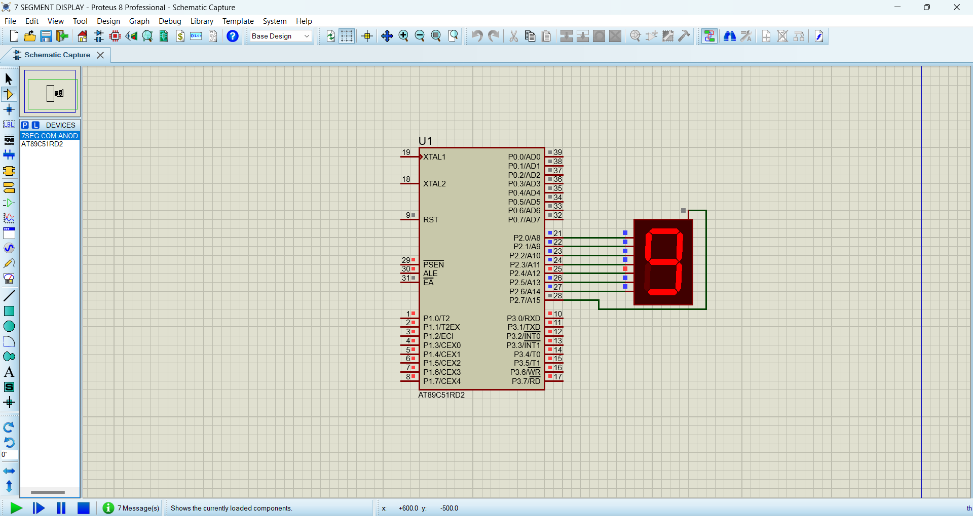 7 SEGMENT DISPLAY - Proteus 8 Professional - Schematic Capture
File Edit View Tool Design Graph Debug Library Template System Help
Base Design
Schematic Capture
P L DEVICES
7SEG COM ANOD
AT89C51RD2
U1
19 XTAL1
18 XTAL2
9 RST
29 PSEN
30 ALE
31 EA
1 P1.0/T2
2 P1.1/T2EX
3 P1.2/ECI
4 P1.3/CEX0
5 P1.4/CEX1
6 P1.5/CEX2
7 P1.6/CEX3
8 P1.7/CEX4
P0.0/AD0 39
P0.1/AD1 38
P0.2/AD2 37
P0.3/AD3 36
P0.4/AD4 35
P0.5/AD5 34
P0.6/AD6 33
P0.7/AD7 32
P2.0/A8 21
P2.1/A9 22
P2.2/A10 23
P2.3/A11 24
P2.4/A12 25
P2.5/A13 26
P2.6/A14 27
P2.7/A15 28
P3.0/RXD 10
P3.1/TXD 11
P3.2/INT0 12
P3.3/INT1 13
P3.4/T0 14
P3.5/T1 15
P3.6/WR 16
P3.7/RD 17
AT89C51RD2
9
LBL
A
S
0°
7 Message(s)
Shows the currently loaded components.
x +600.0 y -500.0
th